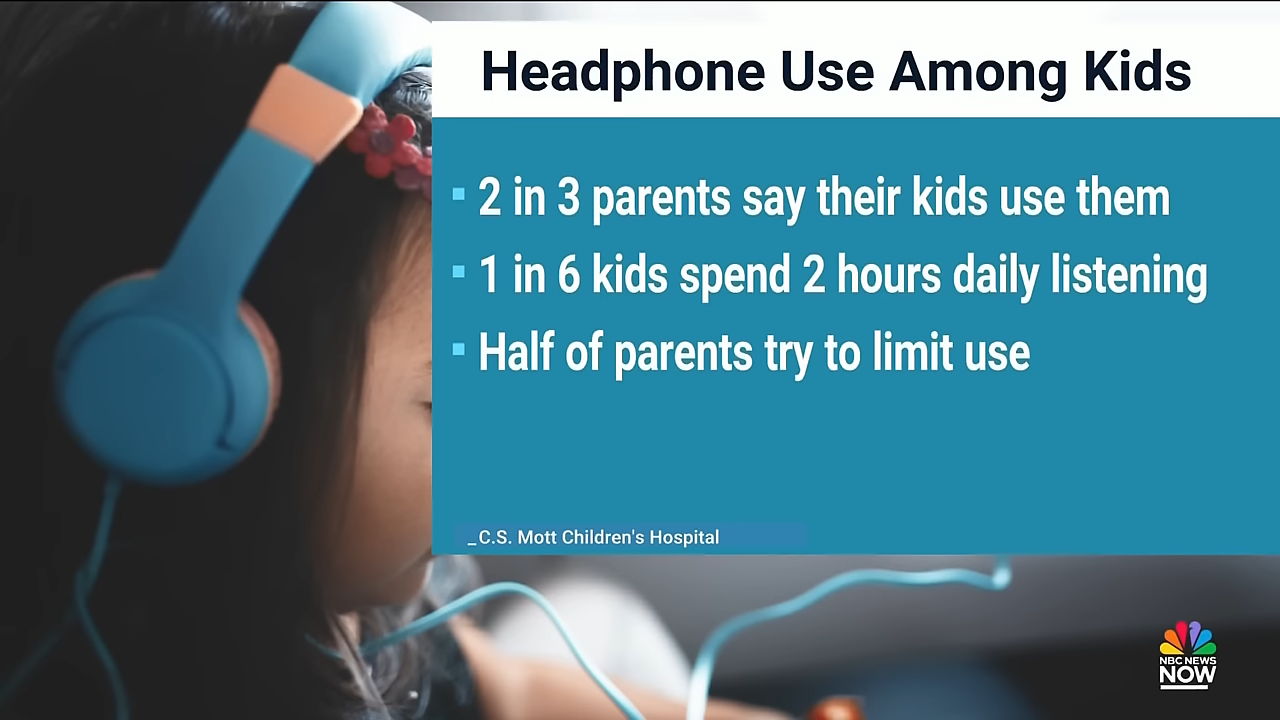 Headphone Use Among Kids
▪ 2 in 3 parents say their kids use them
▪ 1 in 6 kids spend 2 hours daily listening
▪ Half of parents try to limit use
_C.S. Mott Children's Hospital
NBC NEWS
NOW